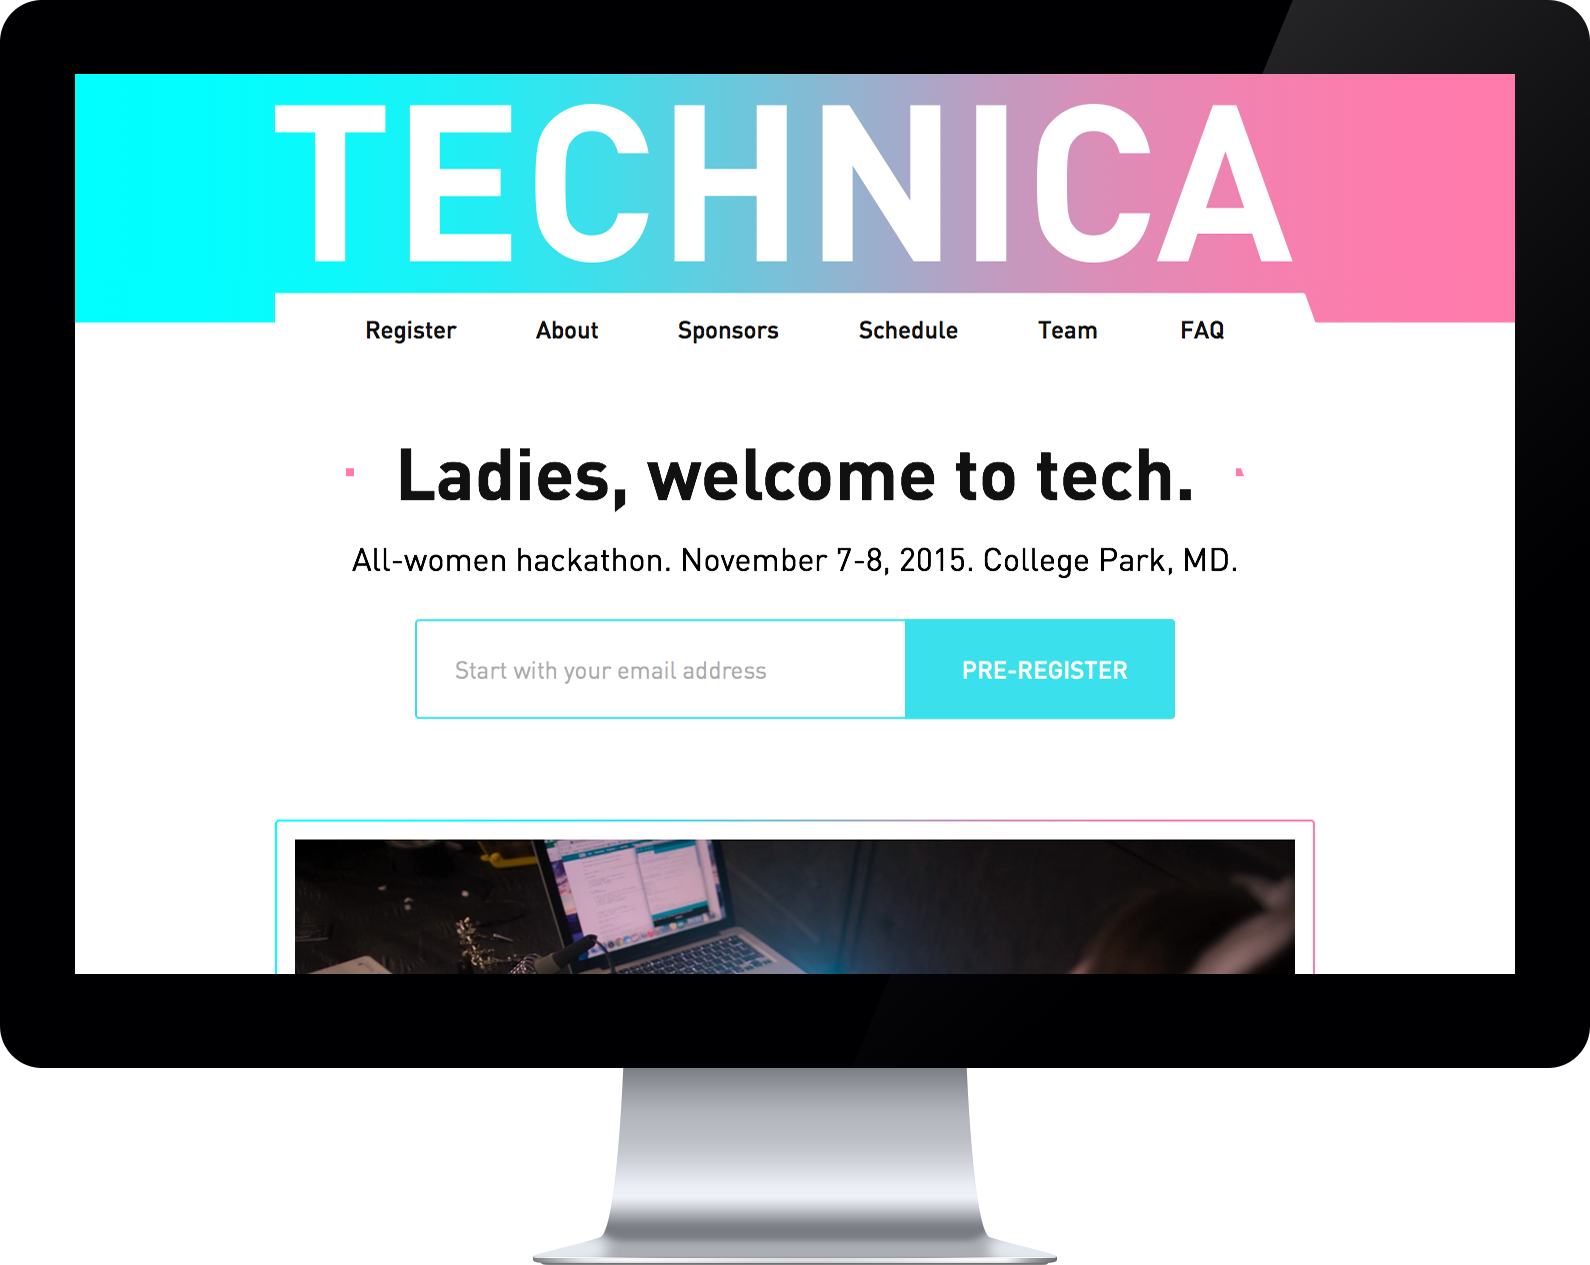 TECHNICA
Register About Sponsors Schedule Team FAQ
Ladies, welcome to tech.
All-women hackathon. November 7-8, 2015. College Park, MD.
Start with your email address PRE-REGISTER